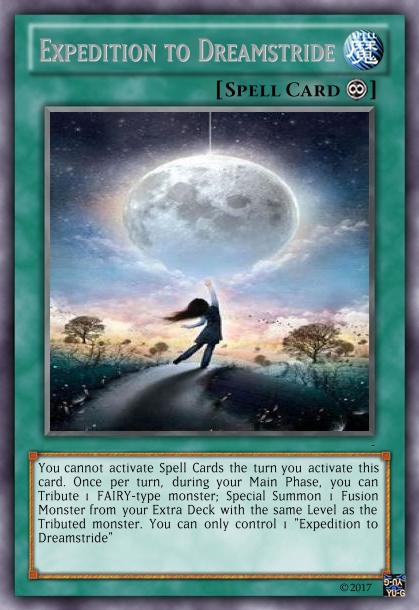 EXPEDITION TO DREAMSTRIDE
魔
[SPELL CARD ♾]
You cannot activate Spell Cards the turn you activate this
card. Once per turn, during your Main Phase, you can
Tribute 1 FAIRY-type monster; Special Summon 1 Fusion
Monster from your Extra Deck with the same Level as the
Tributed monster. You can only control 1 "Expedition to
Dreamstride"
©2017